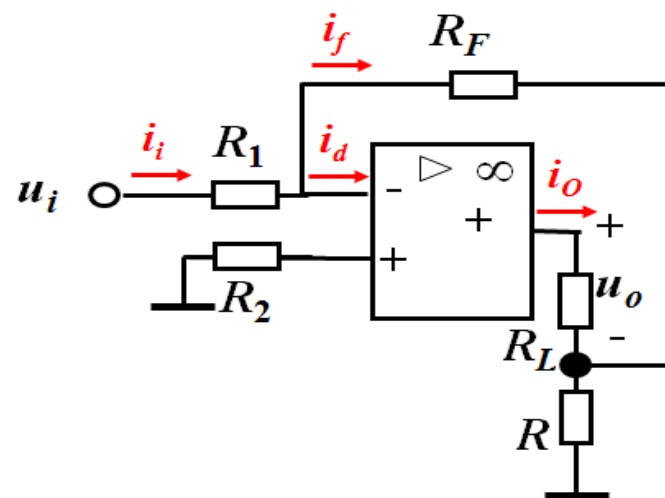 i_f R_F
i_i R_1 i_d ▷ ∞ i_O
u_i - + +
R_2 + u_o
R_L -
R